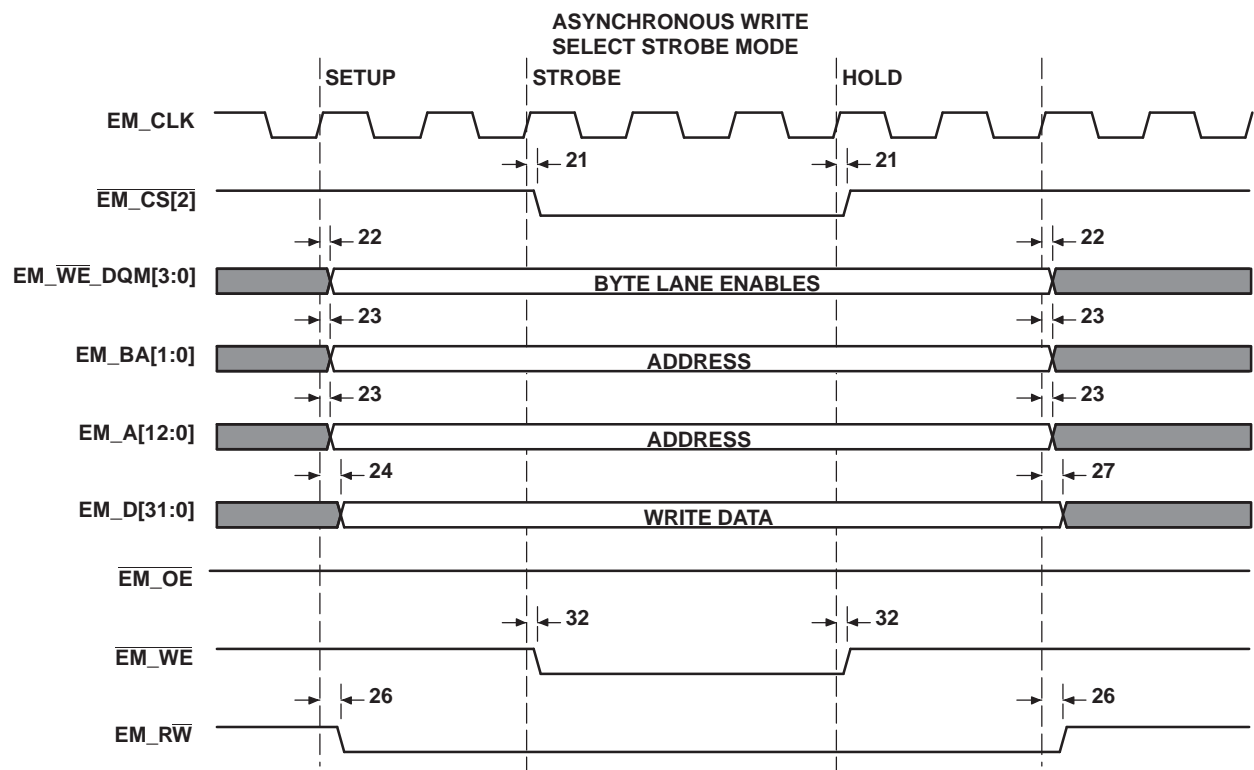 ASYNCHRONOUS WRITE
SELECT STROBE MODE
SETUP STROBE HOLD
EM_CLK
21 21
EM_CS[2]
22 22
EM_WE_DQM[3:0] BYTE LANE ENABLES
23 23
EM_BA[1:0] ADDRESS
23 23
EM_A[12:0] ADDRESS
24 27
EM_D[31:0] WRITE DATA
EM_OE
32 32
EM_WE
26 26
EM_RW